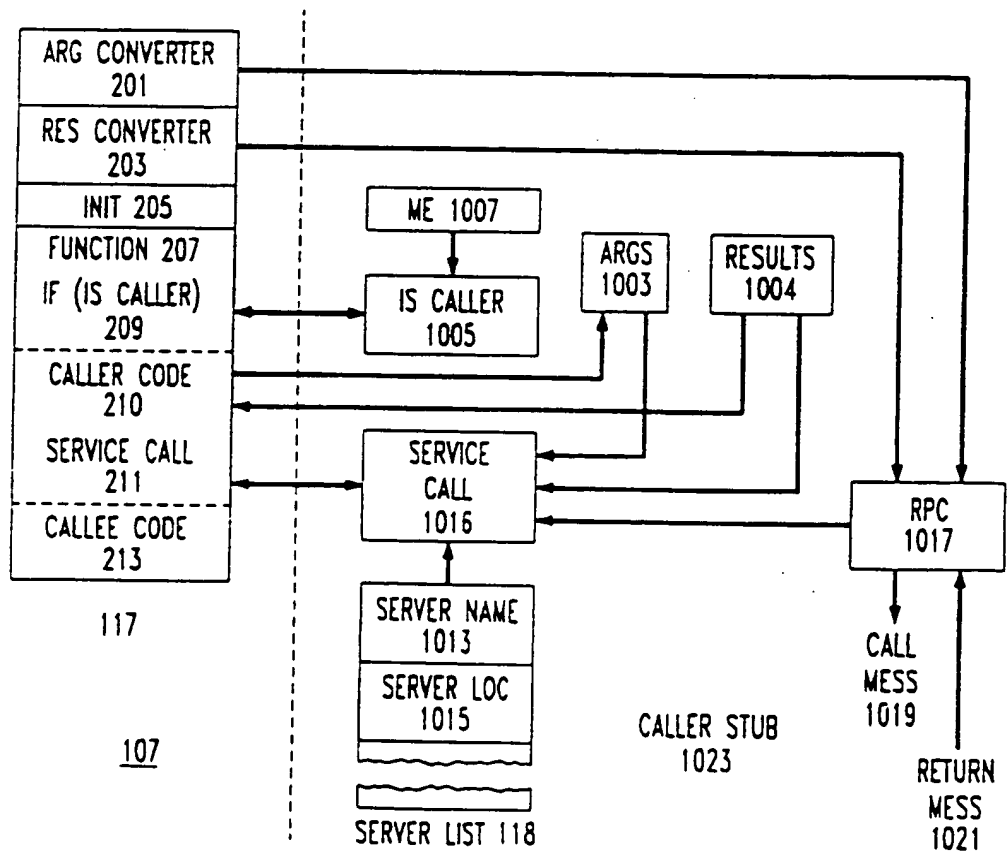 ARG CONVERTER
201
RES CONVERTER
203
INIT 205
FUNCTION 207
IF (IS CALLER)
209
CALLER CODE
210
SERVICE CALL
211
CALLEE CODE
213
117
107
ME 1007
IS CALLER
1005
ARGS
1003
RESULTS
1004
SERVICE
CALL
1016
SERVER NAME
1013
SERVER LOC
1015
SERVER LIST 118
RPC
1017
CALL
MESS
1019
CALLER STUB
1023
RETURN
MESS
1021